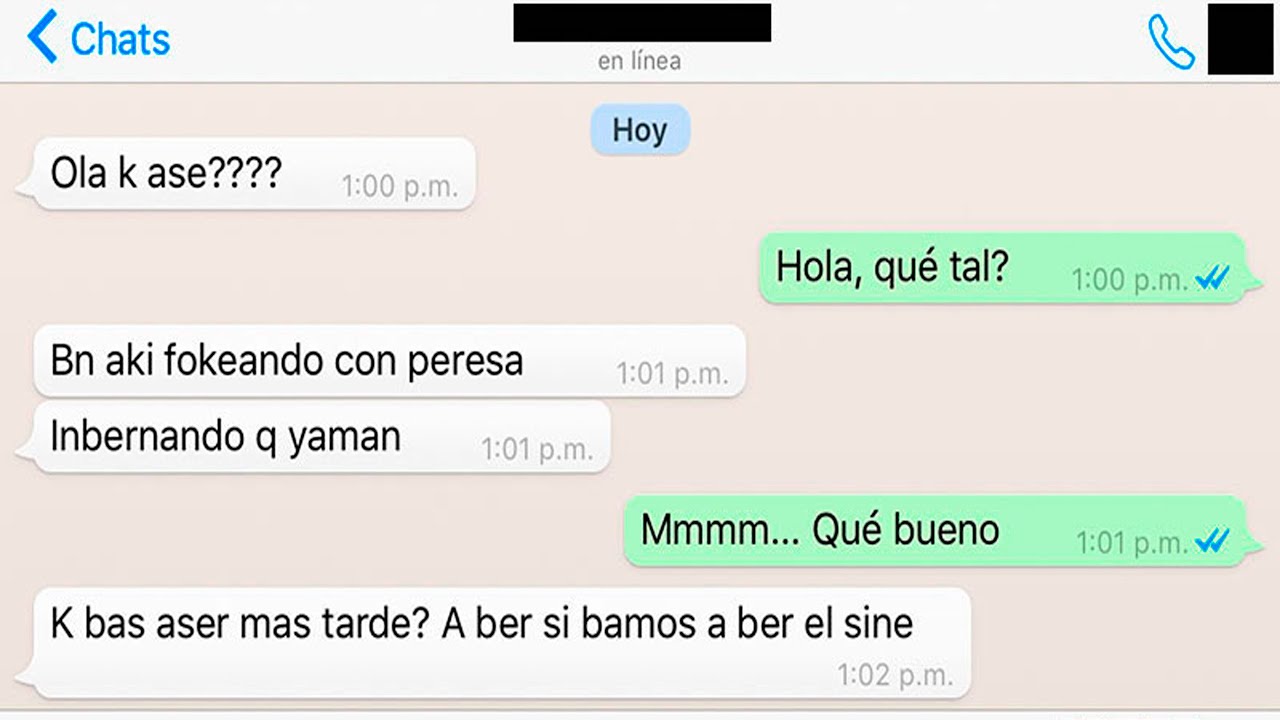 Chats
en línea
Hoy
Ola k ase???? 1:00 p.m.
Hola, qué tal? 1:00 p.m.
Bn aki fokeando con peresa 1:01 p.m.
Inbernando q yaman 1:01 p.m.
Mmmm... Qué bueno 1:01 p.m.
K bas aser mas tarde? A ber si bamos a ber el sine
1:02 p.m.